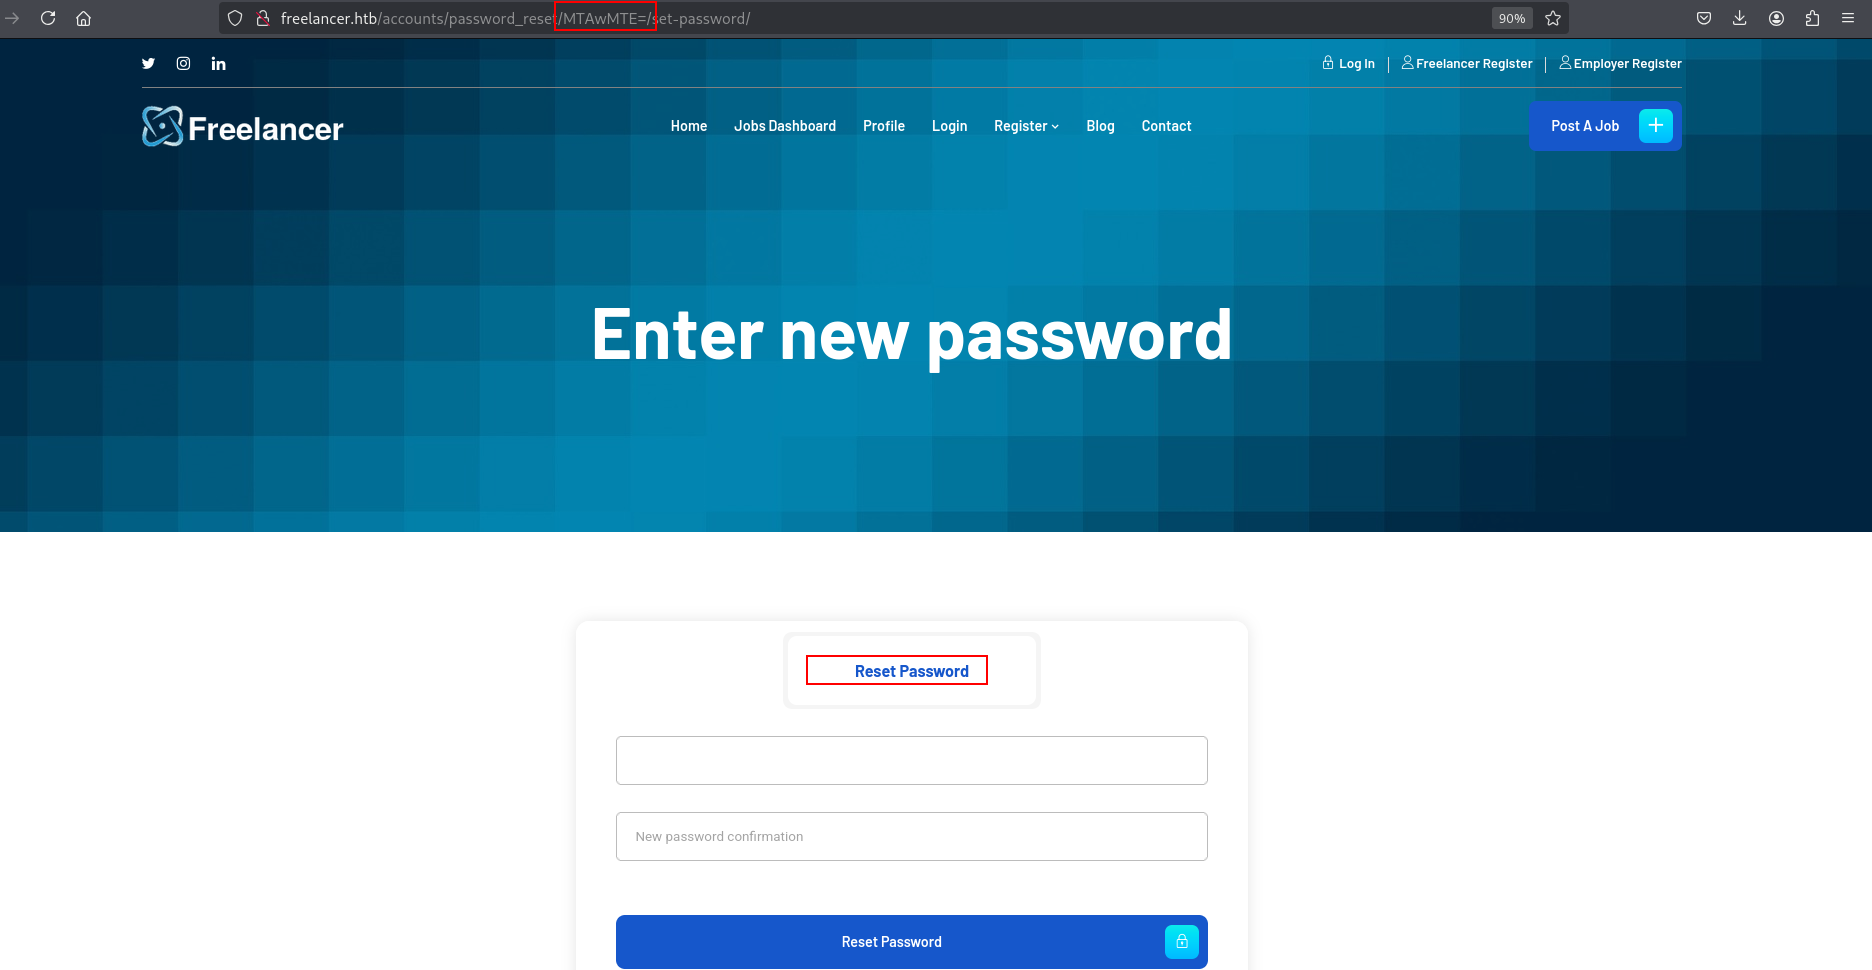 freelancer.htb/accounts/password_reset/MTAwMTE=/set-password/
90%
Log In
Freelancer Register
Employer Register
Freelancer
Home
Jobs Dashboard
Profile
Login
Register
Blog
Contact
Post A Job
Enter new password
Reset Password
New password confirmation
Reset Password